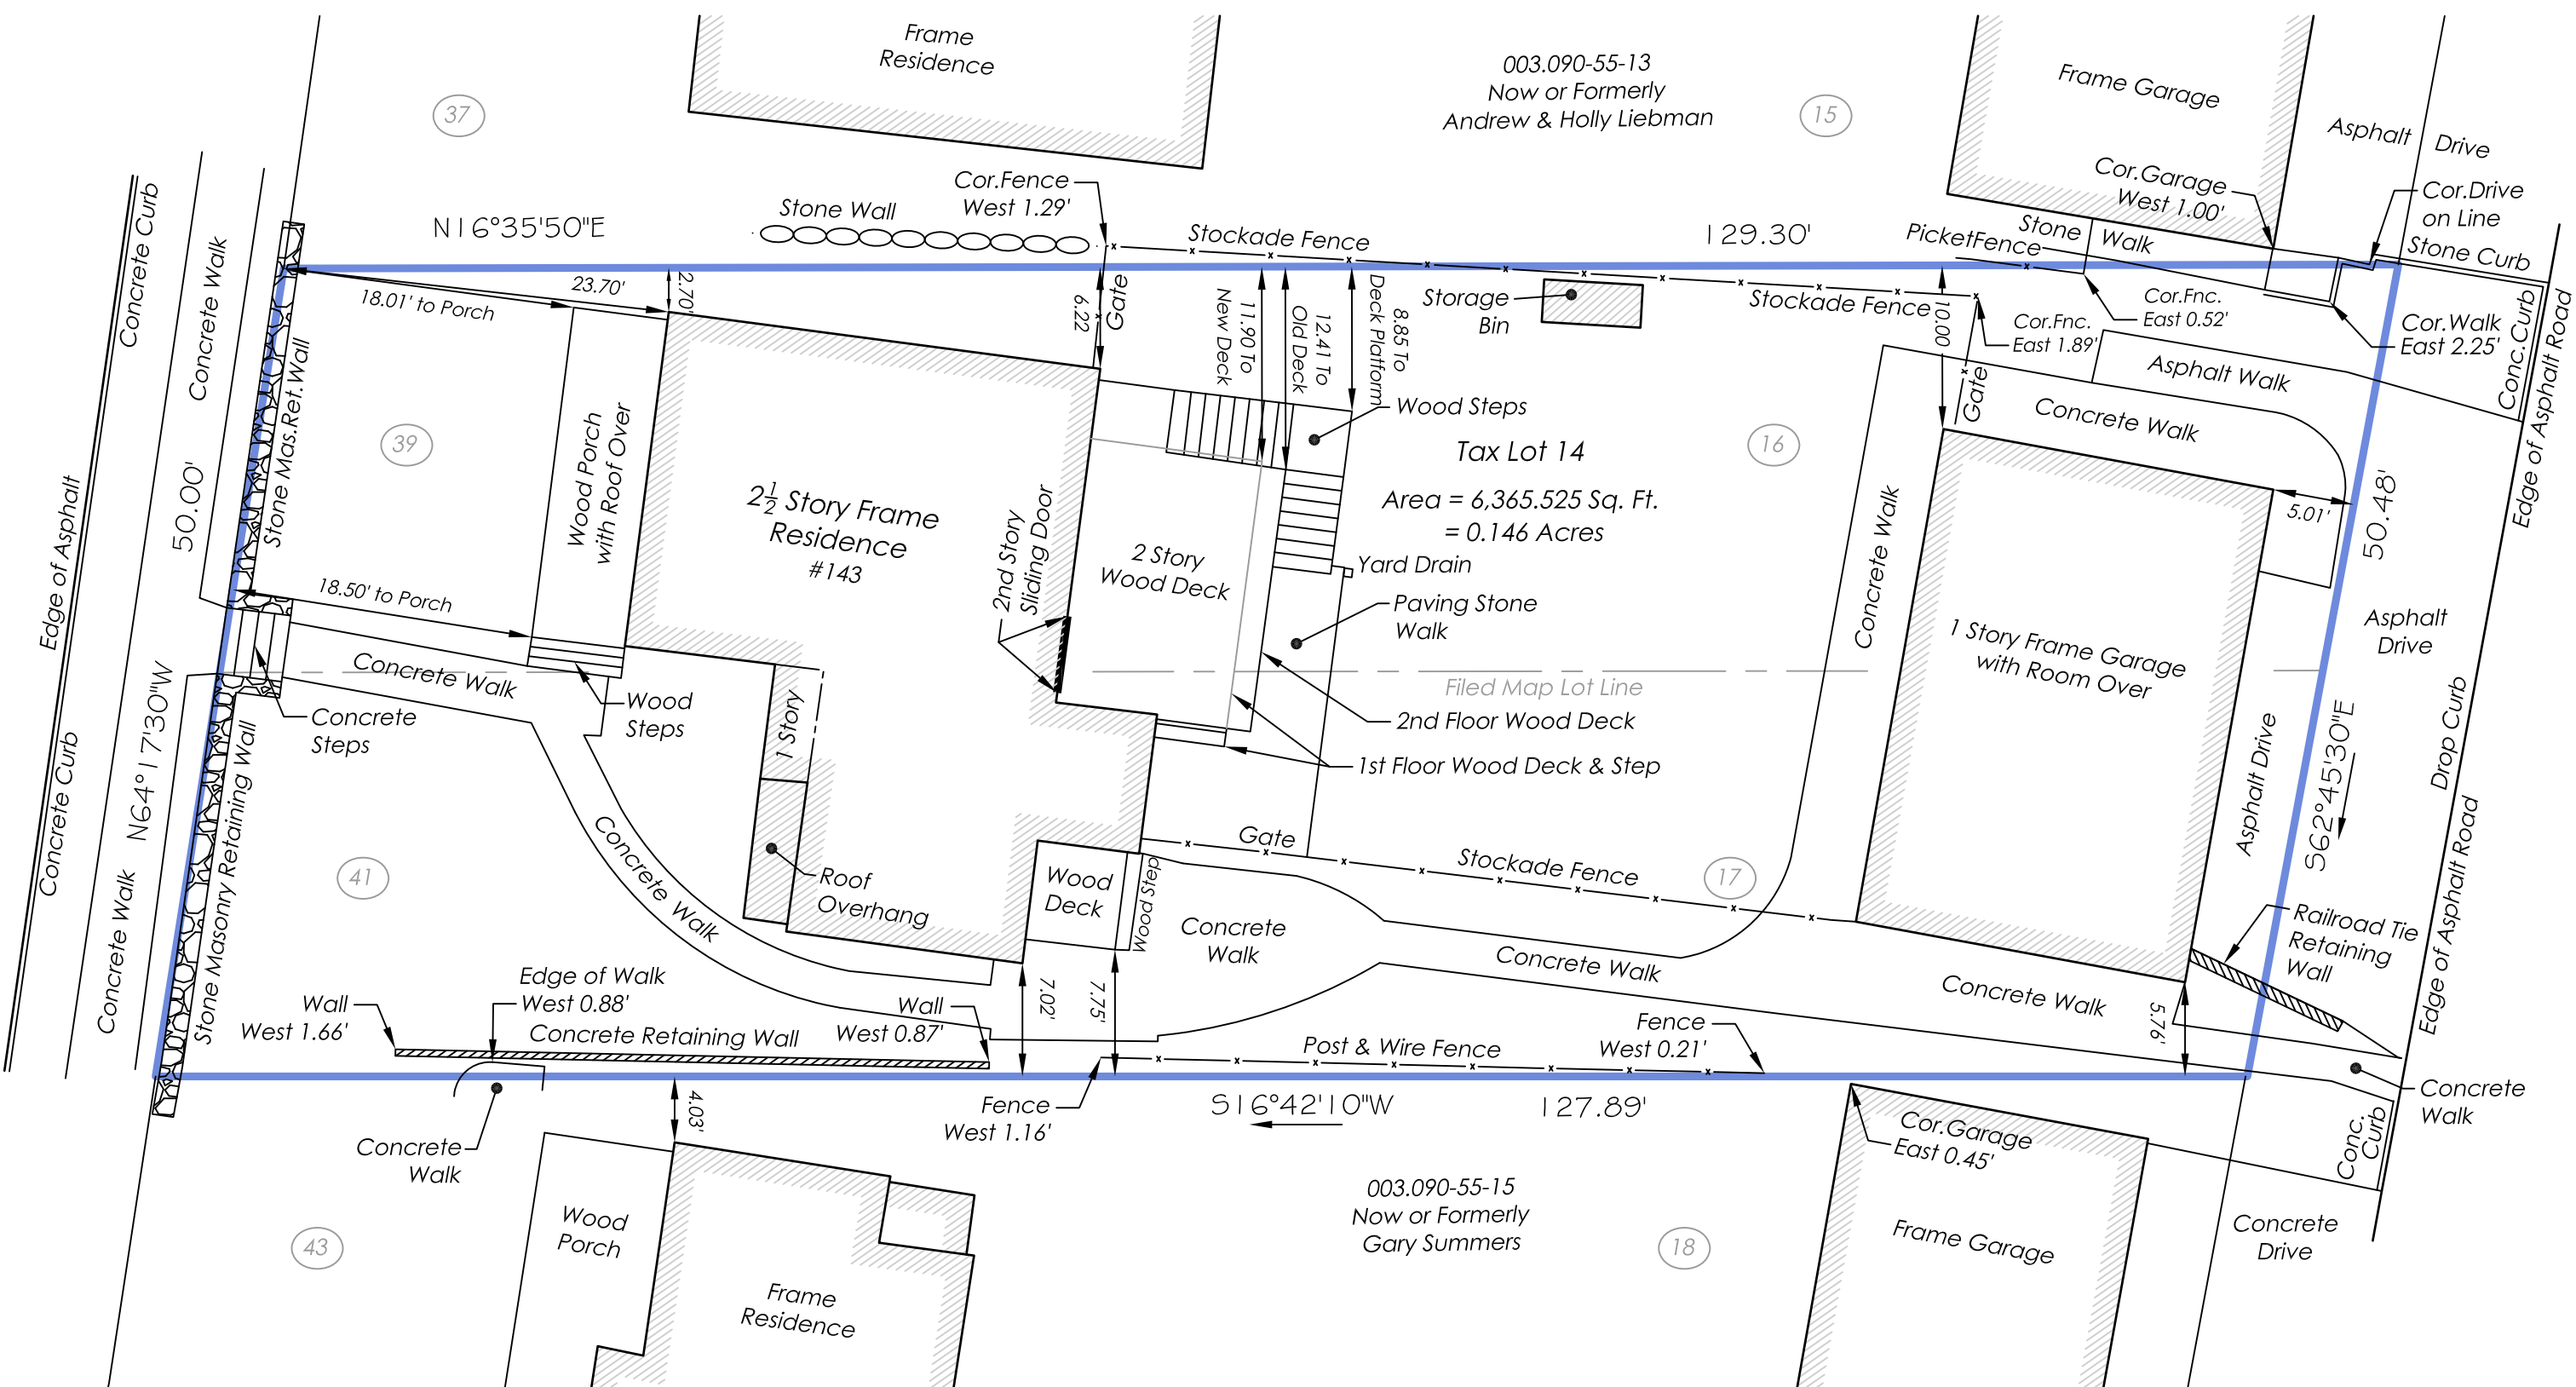 Frame
Residence
003.090-55-13
Now or Formerly
Andrew & Holly Liebman
37
15
Frame Garage
Asphalt Drive
Cor.Garage
West 1.00'
Cor.Drive
on Line
Stone Curb
Cor.Fence
West 1.29'
Stone Wall
N16°35'50"E
Stockade Fence
129.30'
PicketFence
Stone Walk
Concrete Curb
Concrete Walk
18.01' to Porch
23.70'
2.70'
6.22
Gate
11.90 To
New Deck
12.41 To
Old Deck
8.85 To
Deck Platform
Storage
Bin
Stockade Fence
10.00
Cor.Fnc.
East 1.89'
Cor.Fnc.
East 0.52'
Cor.Walk
East 2.25'
Conc.Curb
Edge of Asphalt Road
Gate
Asphalt Walk
Concrete Walk
Stone Mas.Ret.Wall
39
Wood Porch
with Roof Over
Wood Steps
Tax Lot 14
16
Area = 6,365.525 Sq. Ft.
= 0.146 Acres
2½ Story Frame
Residence
#143
2nd Story
Sliding Door
2 Story
Wood Deck
Yard Drain
Paving Stone
Walk
Concrete Walk
5.01'
50.48'
50.00'
Edge of Asphalt
18.50' to Porch
1 Story Frame Garage
with Room Over
Asphalt
Drive
Concrete Walk
Filed Map Lot Line
Wood
Steps
Concrete
Steps
1 Story
2nd Floor Wood Deck
1st Floor Wood Deck & Step
N64°17'30"W
S62°45'30"E
Drop Curb
Asphalt Drive
Concrete Curb
Concrete Walk
Stone Masonry Retaining Wall
41
Concrete Walk
Roof
Overhang
Wood
Deck
Wood Step
Gate
Stockade Fence
17
Concrete
Walk
Concrete Walk
Concrete Walk
Railroad Tie
Retaining
Wall
Edge of Asphalt Road
Edge of Walk
West 0.88'
Wall
West 1.66'
Concrete Retaining Wall
Wall
West 0.87'
7.02'
7.75'
Post & Wire Fence
Fence
West 0.21'
5.76'
Concrete
Walk
4.03'
Fence
West 1.16'
S16°42'10"W
127.89'
Concrete
Walk
Cor.Garage
East 0.45'
Conc.
Curb
003.090-55-15
Now or Formerly
Gary Summers
43
18
Wood
Porch
Frame
Residence
Frame Garage
Concrete
Drive